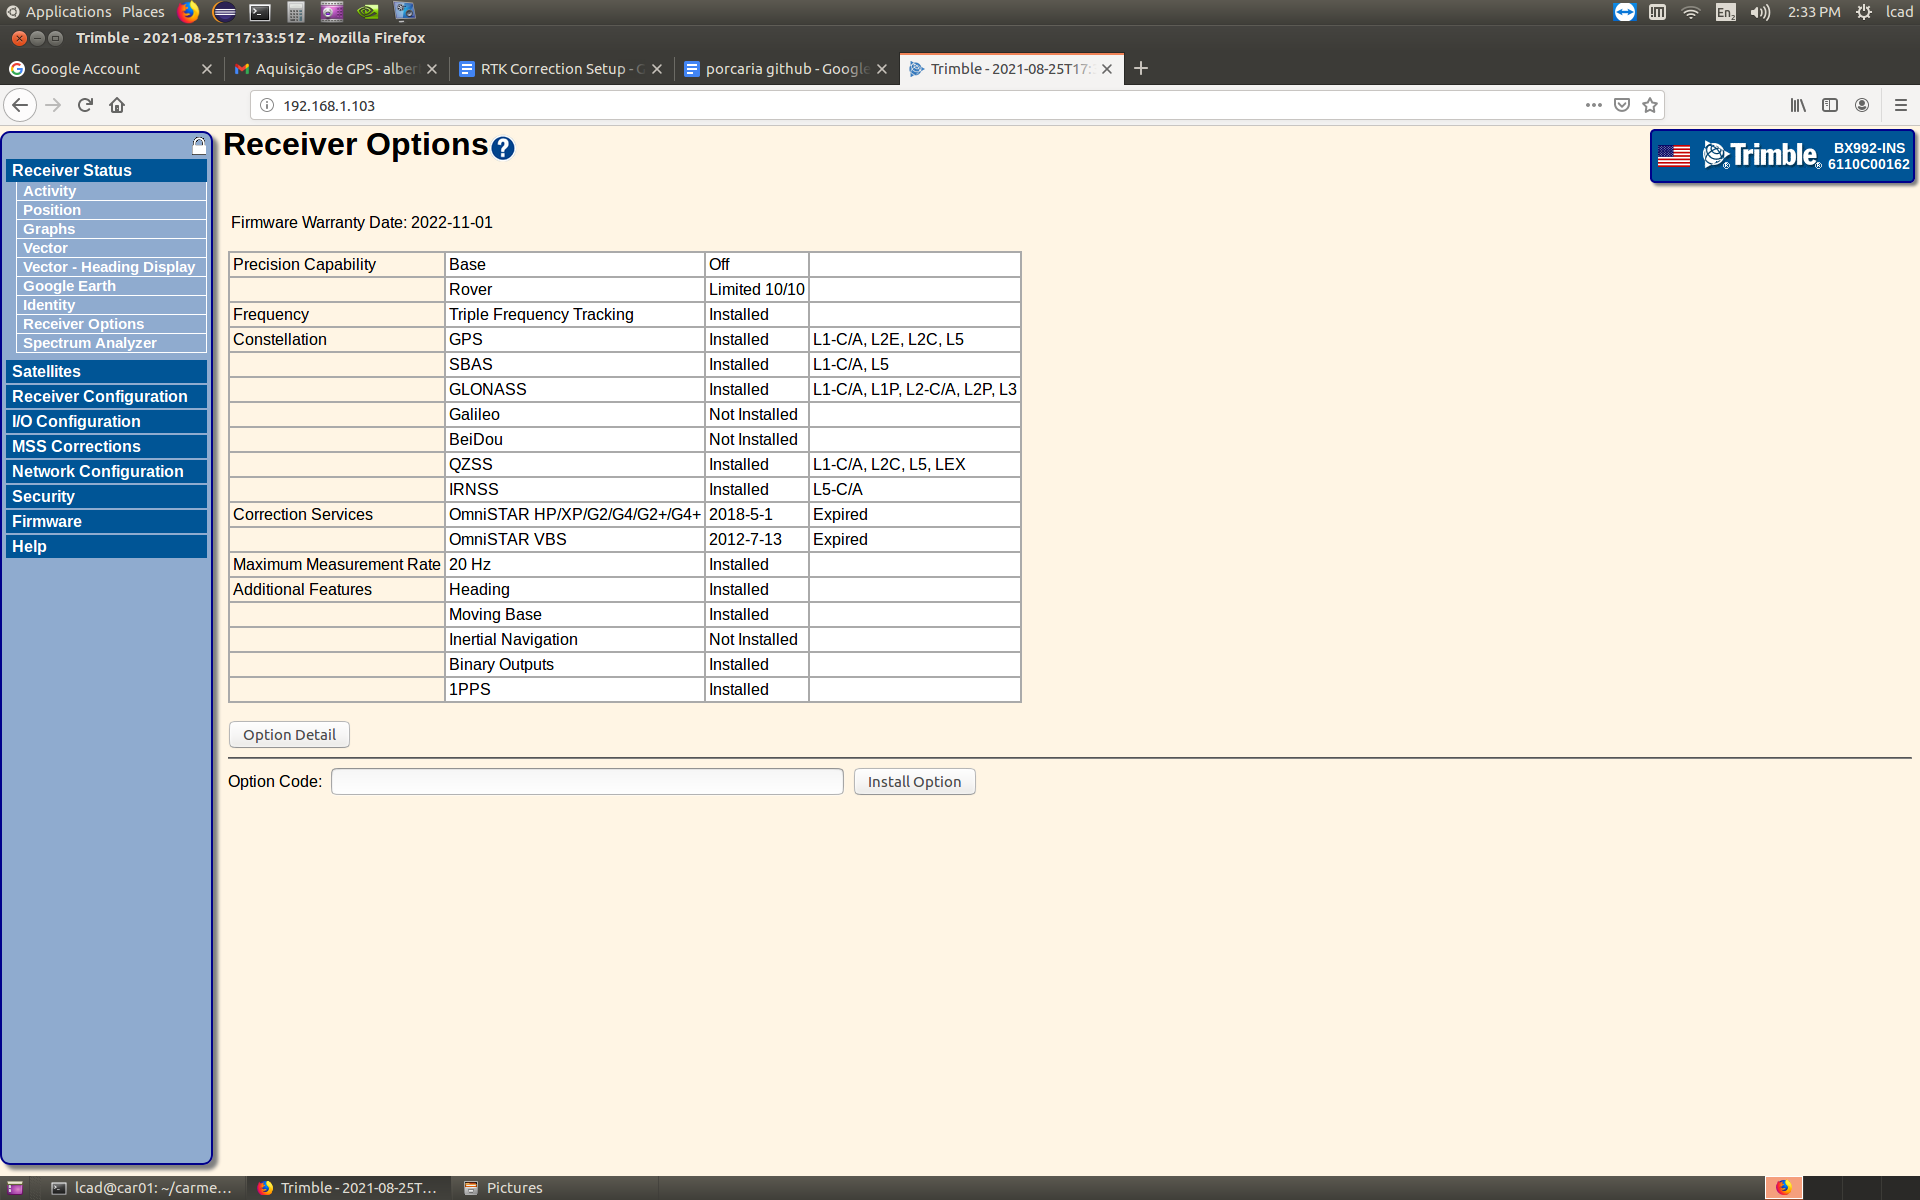 Applications Places 2:33 PM lcad
Trimble - 2021-08-25T17:33:51Z - Mozilla Firefox
Google Account Aquisição de GPS - alber RTK Correction Setup - G porcaria github - Google Trimble - 2021-08-25T17:
192.168.1.103
Receiver Options
Trimble
BX992-INS
6110C00162
Receiver Status
Activity
Position
Graphs
Vector
Vector - Heading Display
Google Earth
Identity
Receiver Options
Spectrum Analyzer
Satellites
Receiver Configuration
I/O Configuration
MSS Corrections
Network Configuration
Security
Firmware
Help
Firmware Warranty Date: 2022-11-01
Precision Capability Base Off
Rover Limited 10/10
Frequency Triple Frequency Tracking Installed
Constellation GPS Installed L1-C/A, L2E, L2C, L5
SBAS Installed L1-C/A, L5
GLONASS Installed L1-C/A, L1P, L2-C/A, L2P, L3
Galileo Not Installed
BeiDou Not Installed
QZSS Installed L1-C/A, L2C, L5, LEX
IRNSS Installed L5-C/A
Correction Services OmniSTAR HP/XP/G2/G4/G2+/G4+ 2018-5-1 Expired
OmniSTAR VBS 2012-7-13 Expired
Maximum Measurement Rate 20 Hz Installed
Additional Features Heading Installed
Moving Base Installed
Inertial Navigation Not Installed
Binary Outputs Installed
1PPS Installed
Option Detail
Option Code: Install Option
lcad@car01: ~/carme... Trimble - 2021-08-25T... Pictures